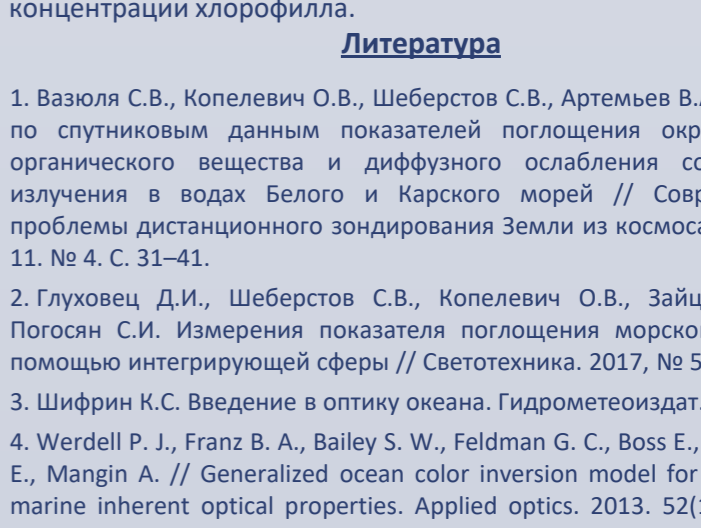 концентрации хлорофилла.
Литература
1. Вазюля С.В., Копелевич О.В., Шеберстов С.В., Артемьев В.
по спутниковым данным показателей поглощения окр
органического вещества и диффузного ослабления со
излучения в водах Белого и Карского морей // Совр
проблемы дистанционного зондирования Земли из космоса
11. № 4. С. 31–41.
2. Глуховец Д.И., Шеберстов С.В., Копелевич О.В., Зайц
Погосян С.И. Измерения показателя поглощения морско
помощью интегрирующей сферы // Светотехника. 2017, № 5
3. Шифрин К.С. Введение в оптику океана. Гидрометеоиздат.
4. Werdell P. J., Franz B. A., Bailey S. W., Feldman G. C., Boss E.,
E., Mangin A. // Generalized ocean color inversion model for
marine inherent optical properties. Applied optics. 2013. 52(